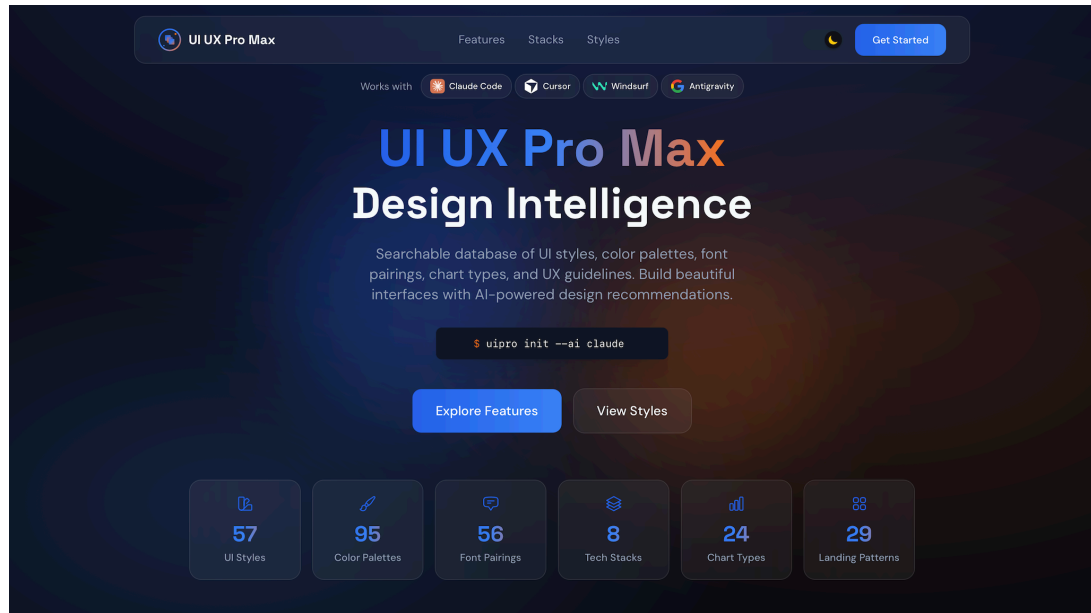 UI UX Pro Max
Features Stacks Styles
Get Started
Works with Claude Code Cursor Windsurf Antigravity
UI UX Pro Max
Design Intelligence
Searchable database of UI styles, color palettes, font
pairings, chart types, and UX guidelines. Build beautiful
interfaces with AI-powered design recommendations.
$ uipro init --ai claude
Explore Features View Styles
57 95 56 8 24 29
UI Styles Color Palettes Font Pairings Tech Stacks Chart Types Landing Patterns